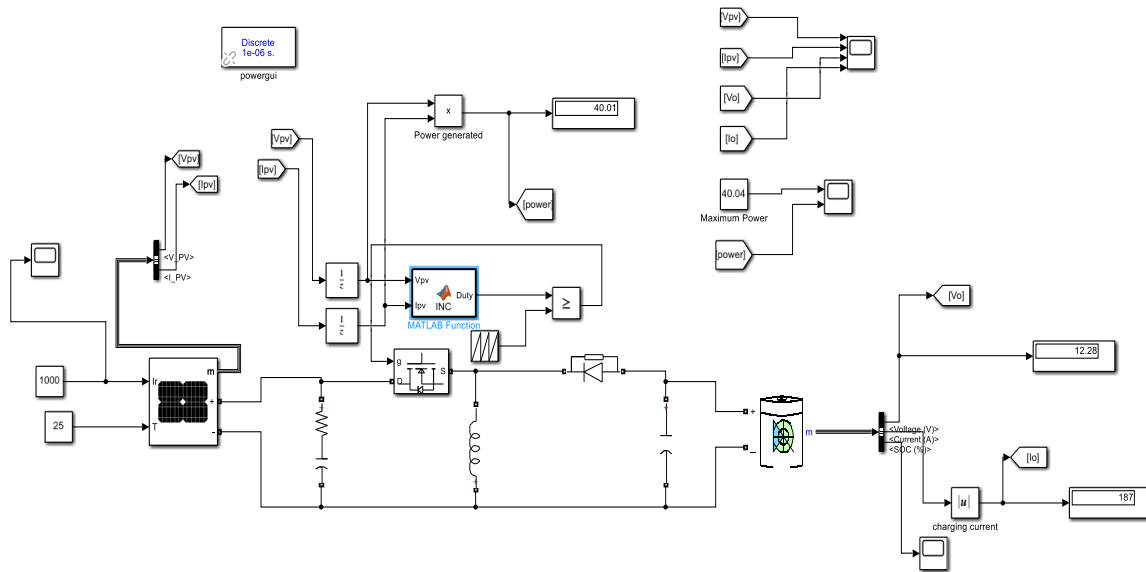 [Vpv]
Discrete
1e-06 s.
powergui
[Ipv]
[Vo]
[Io]
x
40.01
Power generated
[Vpv]
[Ipv]
[Vpv]
[Ipv]
[power]
40.04
Maximum Power
[power]
<V_PV>
<I_PV>
1
z
Vpv
Ipv
Duty
INC
MATLAB Function
≥
1
z
[Vo]
12.28
m
1000
Ir
25
T
+
-
g
D
S
+
+
+
+
_
m
<Voltage (V)>
<Current (A)>
<SOC (%)>
[Io]
|u|
187
charging current
+